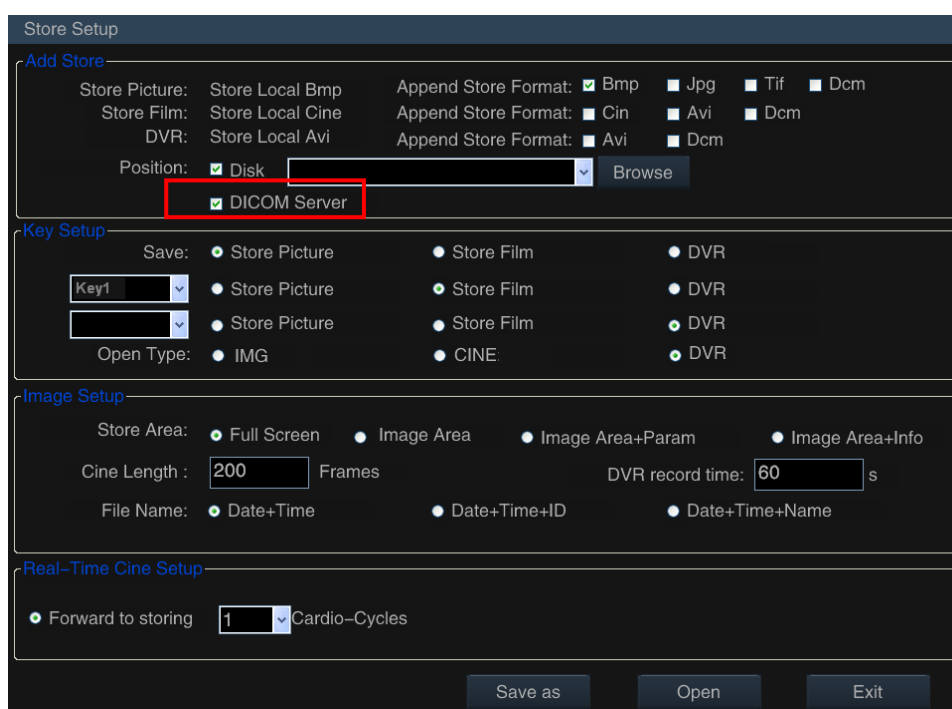 Store Setup
Add Store
Store Picture: Store Local Bmp Append Store Format: Bmp Jpg Tif Dcm
Store Film: Store Local Cine Append Store Format: Cin Avi Dcm
DVR: Store Local Avi Append Store Format: Avi Dcm
Position: Disk Browse
DICOM Server
Key Setup
Save: Store Picture Store Film DVR
Key1 Store Picture Store Film DVR
Store Picture Store Film DVR
Open Type: IMG CINE: DVR
Image Setup
Store Area: Full Screen Image Area Image Area+Param Image Area+Info
Cine Length : 200 Frames DVR record time: 60 s
File Name: Date+Time Date+Time+ID Date+Time+Name
Real-Time Cine Setup
Forward to storing 1 Cardio-Cycles
Save as Open Exit